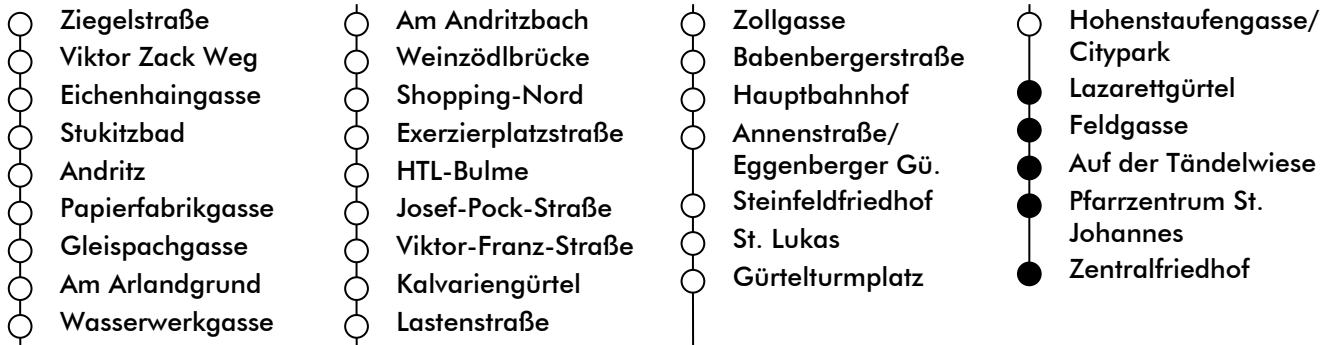 Ziegelstraße
Viktor Zack Weg
Eichenhaingasse
Stukitzbad
Andritz
Papierfabrikgasse
Gleispachgasse
Am Arlandgrund
Wasserwerkgasse
Am Andritzbach
Weinzödlbrücke
Shopping-Nord
Exerzierplatzstraße
HTL-Bulme
Josef-Pock-Straße
Viktor-Franz-Straße
Kalvariengürtel
Lastenstraße
Zollgasse
Babenbergerstraße
Hauptbahnhof
Annenstraße/
Eggenberger Gü.
Steinfeldfriedhof
St. Lukas
Gürtelturmplatz
Hohenstaufengasse/
Citypark
Lazarettgürtel
Feldgasse
Auf der Tändelwiese
Pfarrzentrum St.
Johannes
Zentralfriedhof